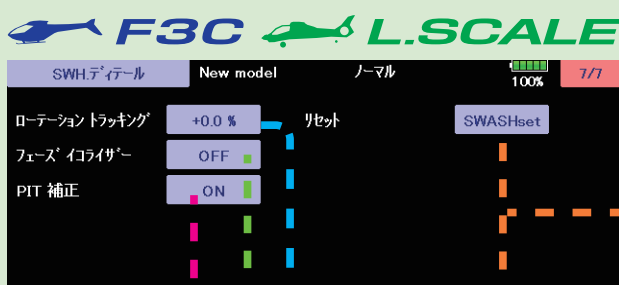 F3C L.SCALE
SWH.ディテール New model ノーマル 100% 7/7
ローテーション トラッキング +0.0 % リセット SWASHset
フェーズ イコライザー OFF
PIT 補正 ON